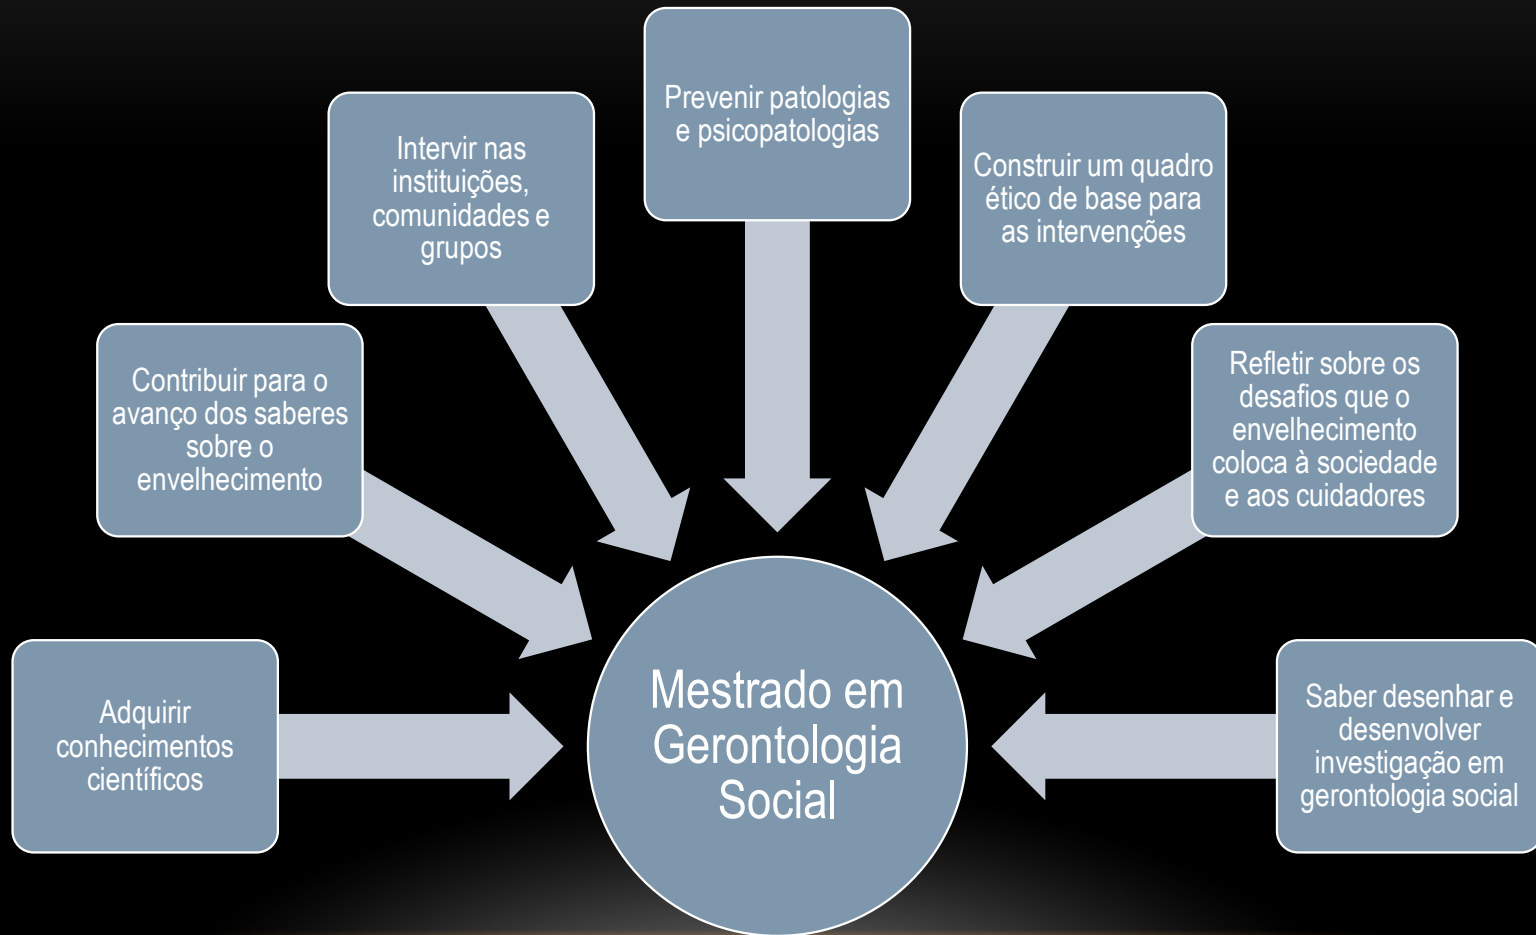 Prevenir patologias
e psicopatologias
Intervir nas
instituições,
comunidades e
grupos
Construir um quadro
ético de base para
as intervenções
Contribuir para o
avanço dos saberes
sobre o
envelhecimento
Refletir sobre os
desafios que o
envelhecimento
coloca à sociedade
e aos cuidadores
Adquirir
conhecimentos
científicos
Mestrado em
Gerontologia
Social
Saber desenhar e
desenvolver
investigação em
gerontologia social